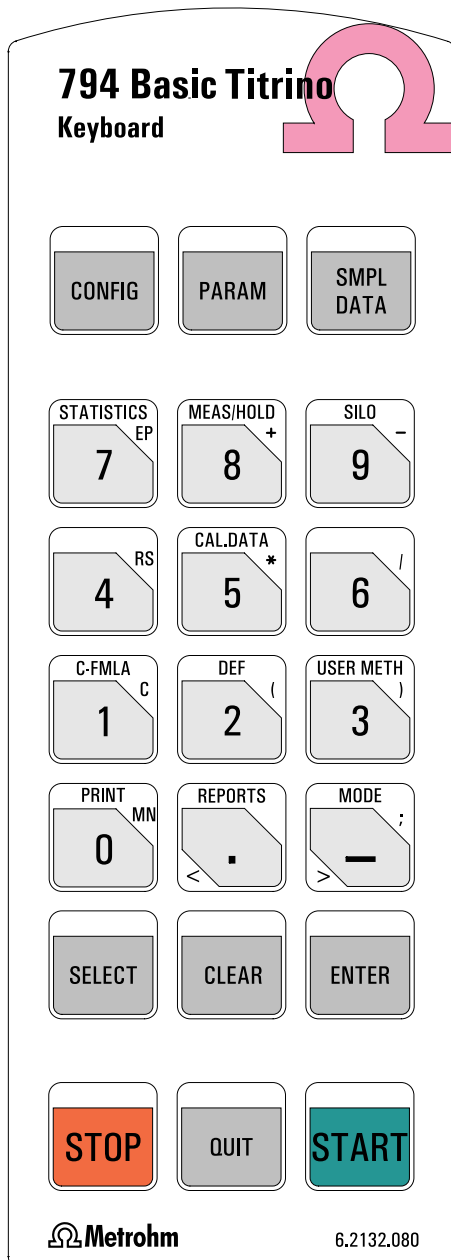 794 Basic Titrino
Keyboard
CONFIG PARAM SMPL DATA
STATISTICS MEAS/HOLD SILO
EP + –
7 8 9
CAL.DATA
RS * /
4 5 6
C-FMLA DEF USER METH
C ( )
1 2 3
PRINT REPORTS MODE
MN ;
0 . –
< >
SELECT CLEAR ENTER
STOP QUIT START
Metrohm 6.2132.080